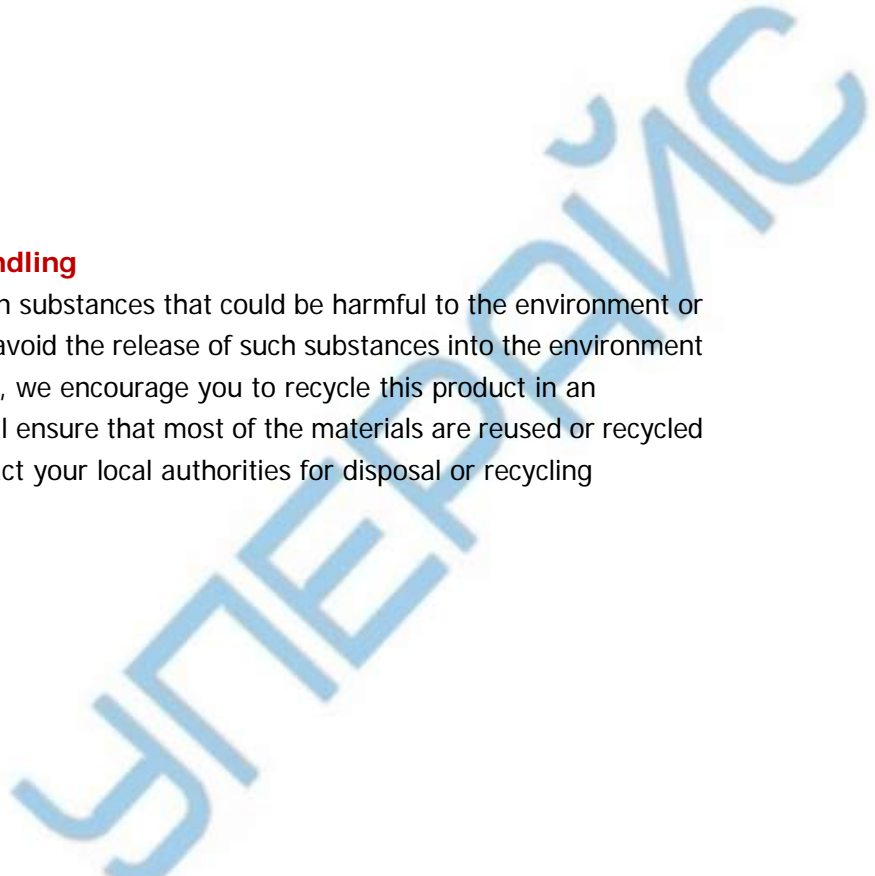 ndling
n substances that could be harmful to the environment or
avoid the release of such substances into the environment
, we encourage you to recycle this product in an
l ensure that most of the materials are reused or recycled
ct your local authorities for disposal or recycling
УПЕРАЙС